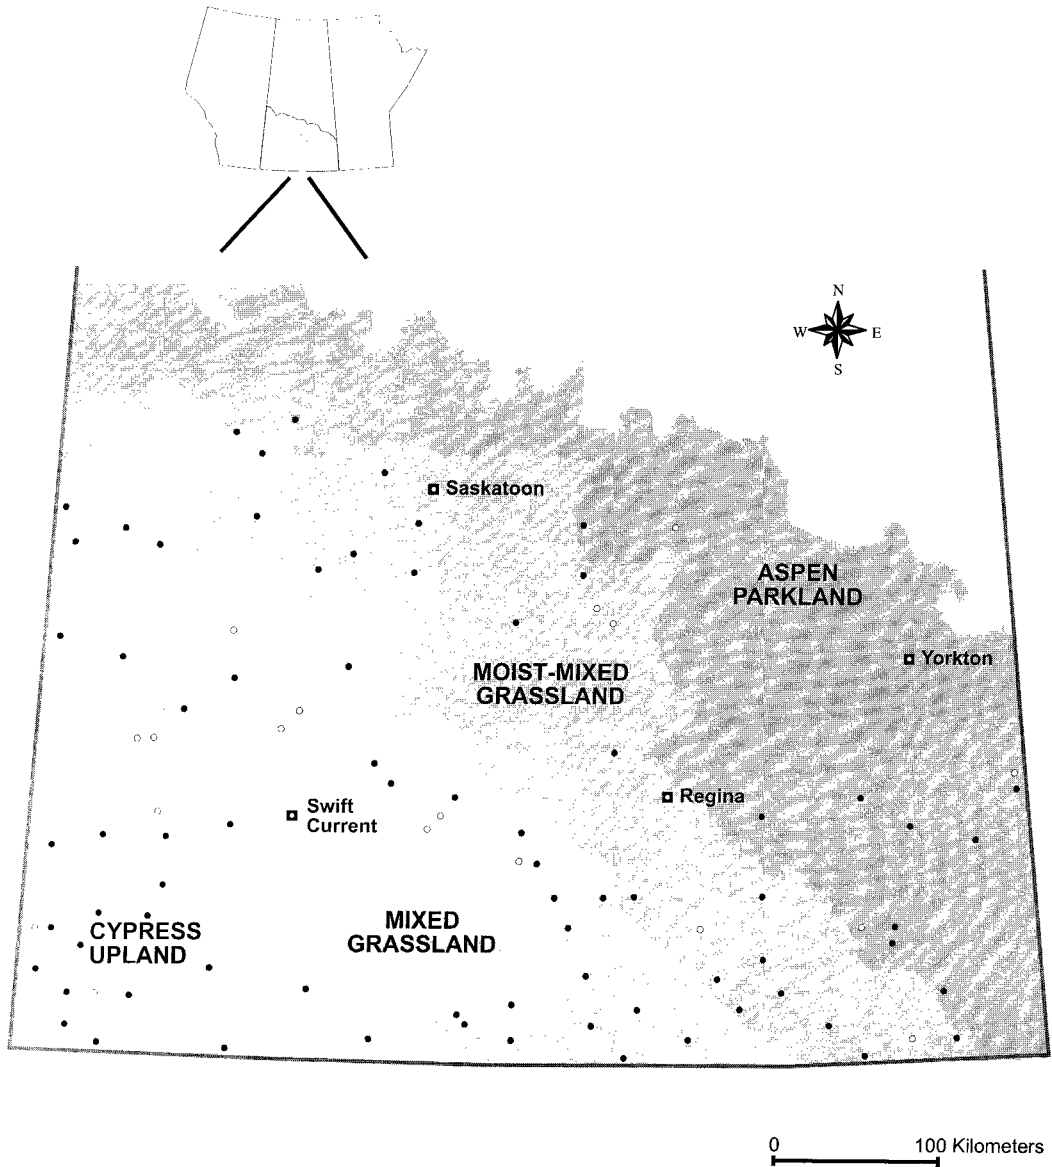 N
W E
S
Saskatoon
ASPEN
PARKLAND
Yorkton
MOIST-MIXED
GRASSLAND
Regina
Swift
Current
MIXED
GRASSLAND
CYPRESS
UPLAND
0 100 Kilometers